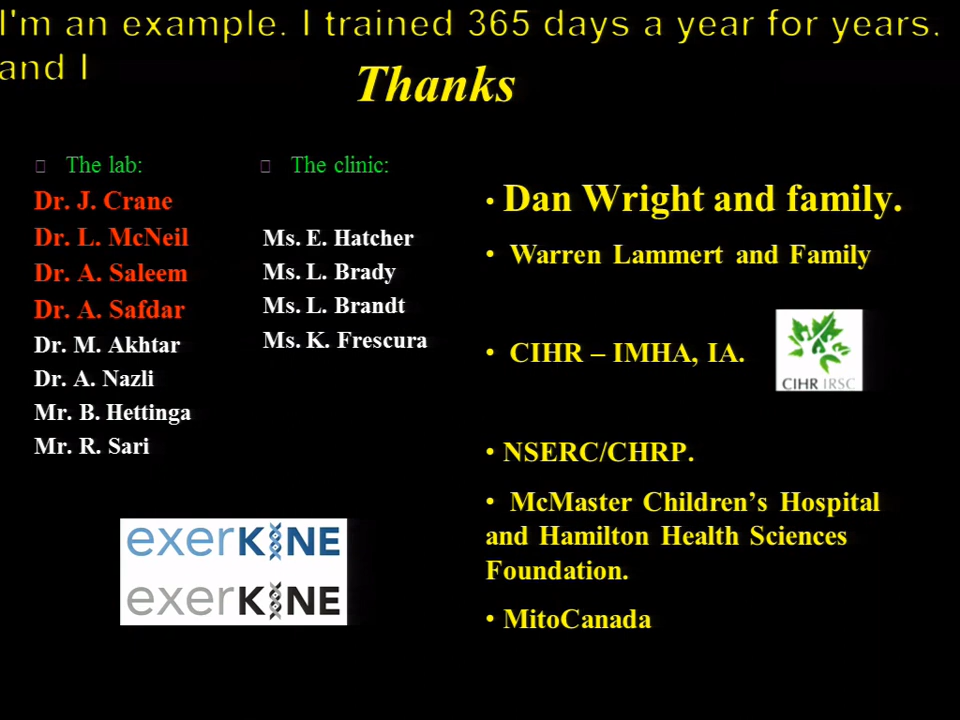 I'm an example. I trained 365 days a year for years.
and I
Thanks
The lab:
Dr. J. Crane
Dr. L. McNeil
Dr. A. Saleem
Dr. A. Safdar
Dr. M. Akhtar
Dr. A. Nazli
Mr. B. Hettinga
Mr. R. Sari
The clinic:
Ms. E. Hatcher
Ms. L. Brady
Ms. L. Brandt
Ms. K. Frescura
• Dan Wright and family.
• Warren Lammert and Family
• CIHR – IMHA, IA.
CIHR IRSC
• NSERC/CHRP.
• McMaster Children’s Hospital
and Hamilton Health Sciences
Foundation.
• MitoCanada
exerKINE
exerKINE